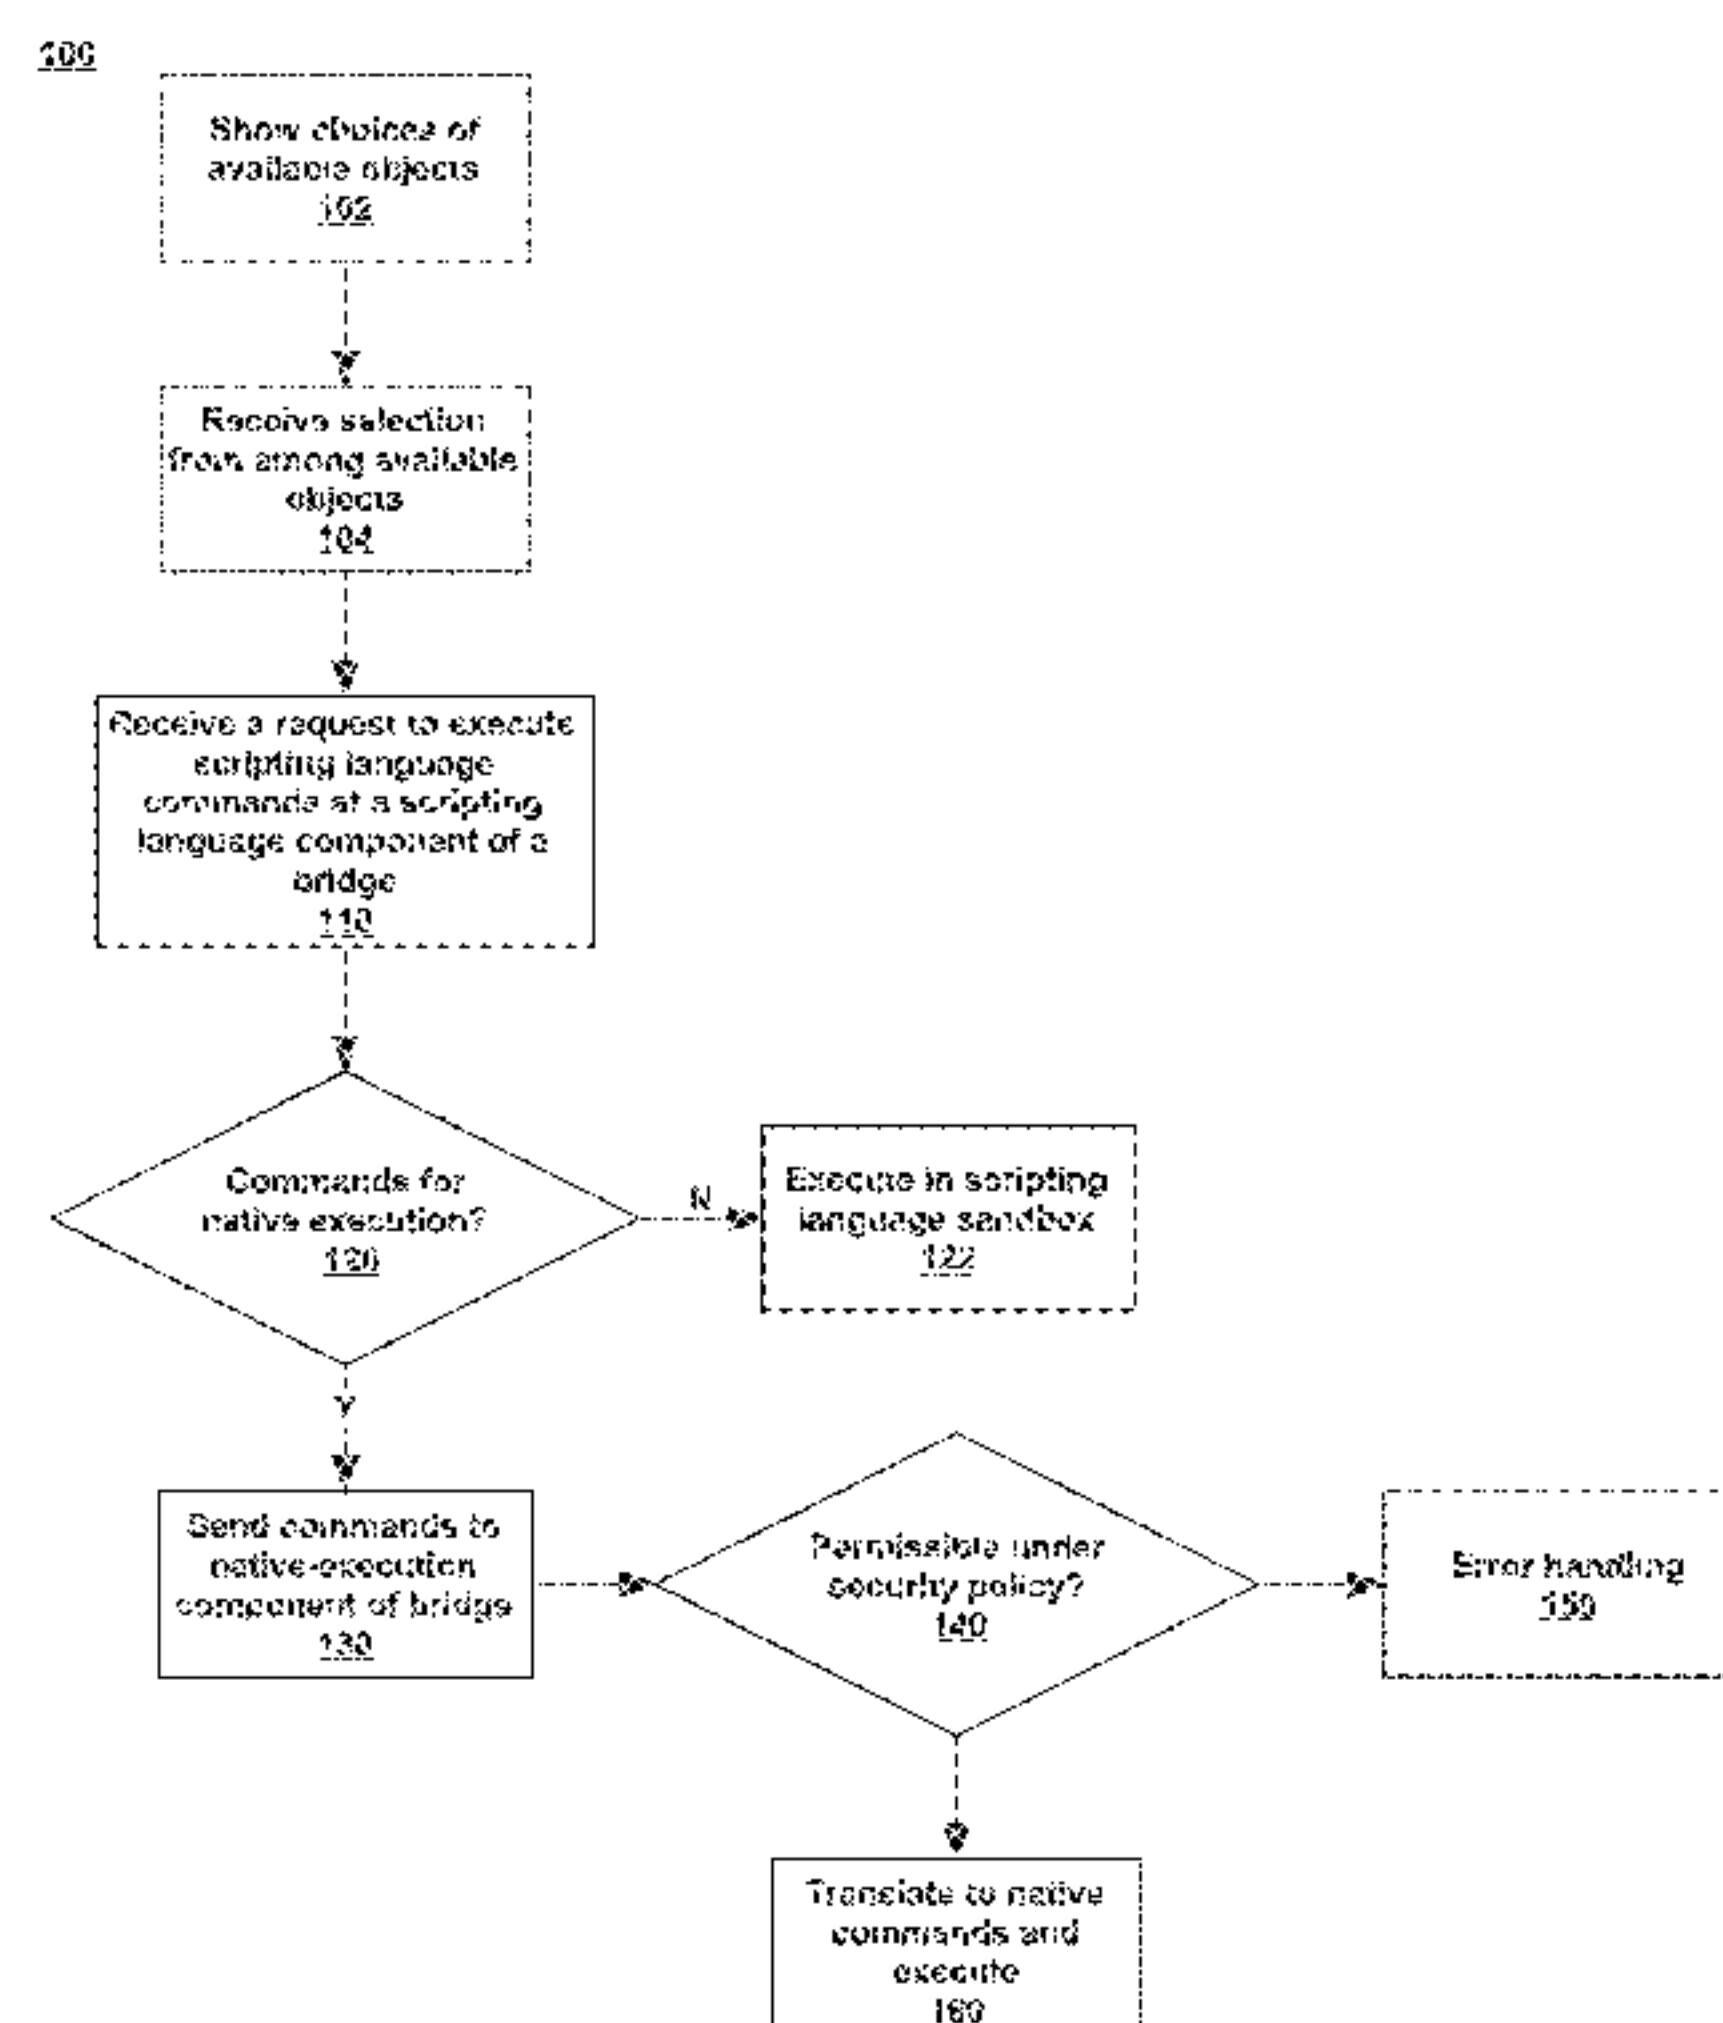 100
Show choices of
available objects
102
Receive selection
from among available
objects
104
Receive a request to execute
scripting language
commands at a scripting
language component of a
bridge
110
Commands for
native execution?
120
N
Execute in scripting
language sandbox
122
Y
Send commands to
native-execution
component of bridge
130
Permissible under
security policy?
140
Error handling
150
Translate to native
commands and
execute
160